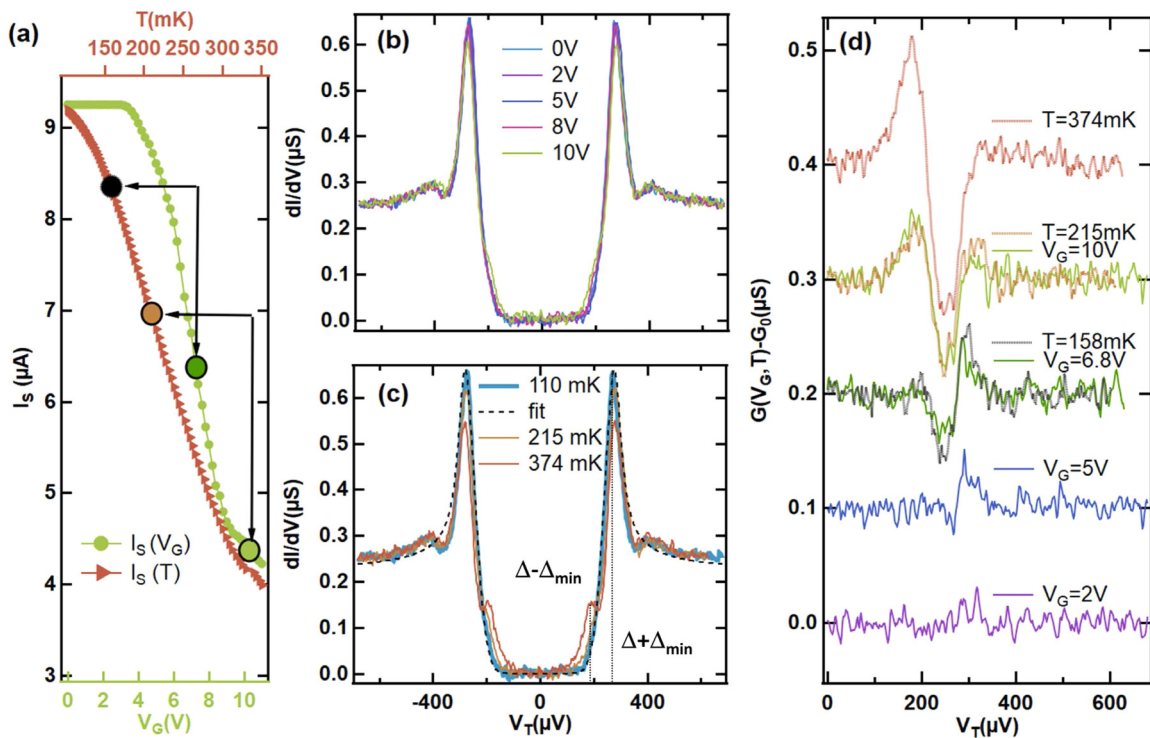 (a)
T(mK)
150 200 250 300 350
9
8
7
6
5
4
3
I_S (µA)
I_S (V_G)
I_S (T)
0 2 4 6 8 10
V_G(V)
(b)
0.6
0.5
0.4
0.3
0.2
0.1
0.0
dI/dV(µS)
0V
2V
5V
8V
10V
(c)
0.6
0.5
0.4
0.3
0.2
0.1
0.0
dI/dV(µS)
110 mK
fit
215 mK
374 mK
Δ-Δ_min
Δ+Δ_min
-400 -200 0 200 400
V_T(µV)
(d)
0.5
0.4
0.3
0.2
0.1
0.0
G(V_G,T)-G_0(µS)
T=374mK
T=215mK
V_G=10V
T=158mK
V_G=6.8V
V_G=5V
V_G=2V
0 200 400 600
V_T(µV)